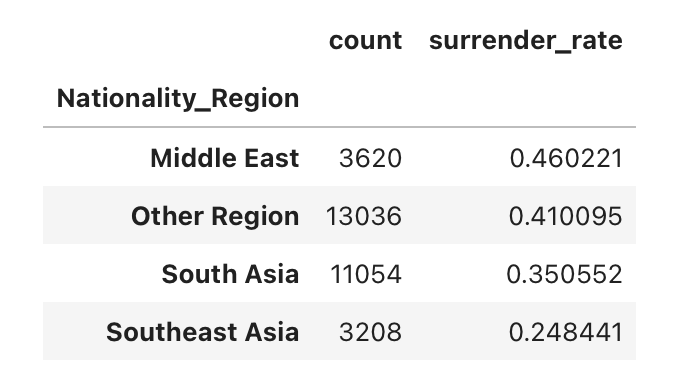 count surrender_rate
Nationality_Region
Middle East 3620 0.460221
Other Region 13036 0.410095
South Asia 11054 0.350552
Southeast Asia 3208 0.248441